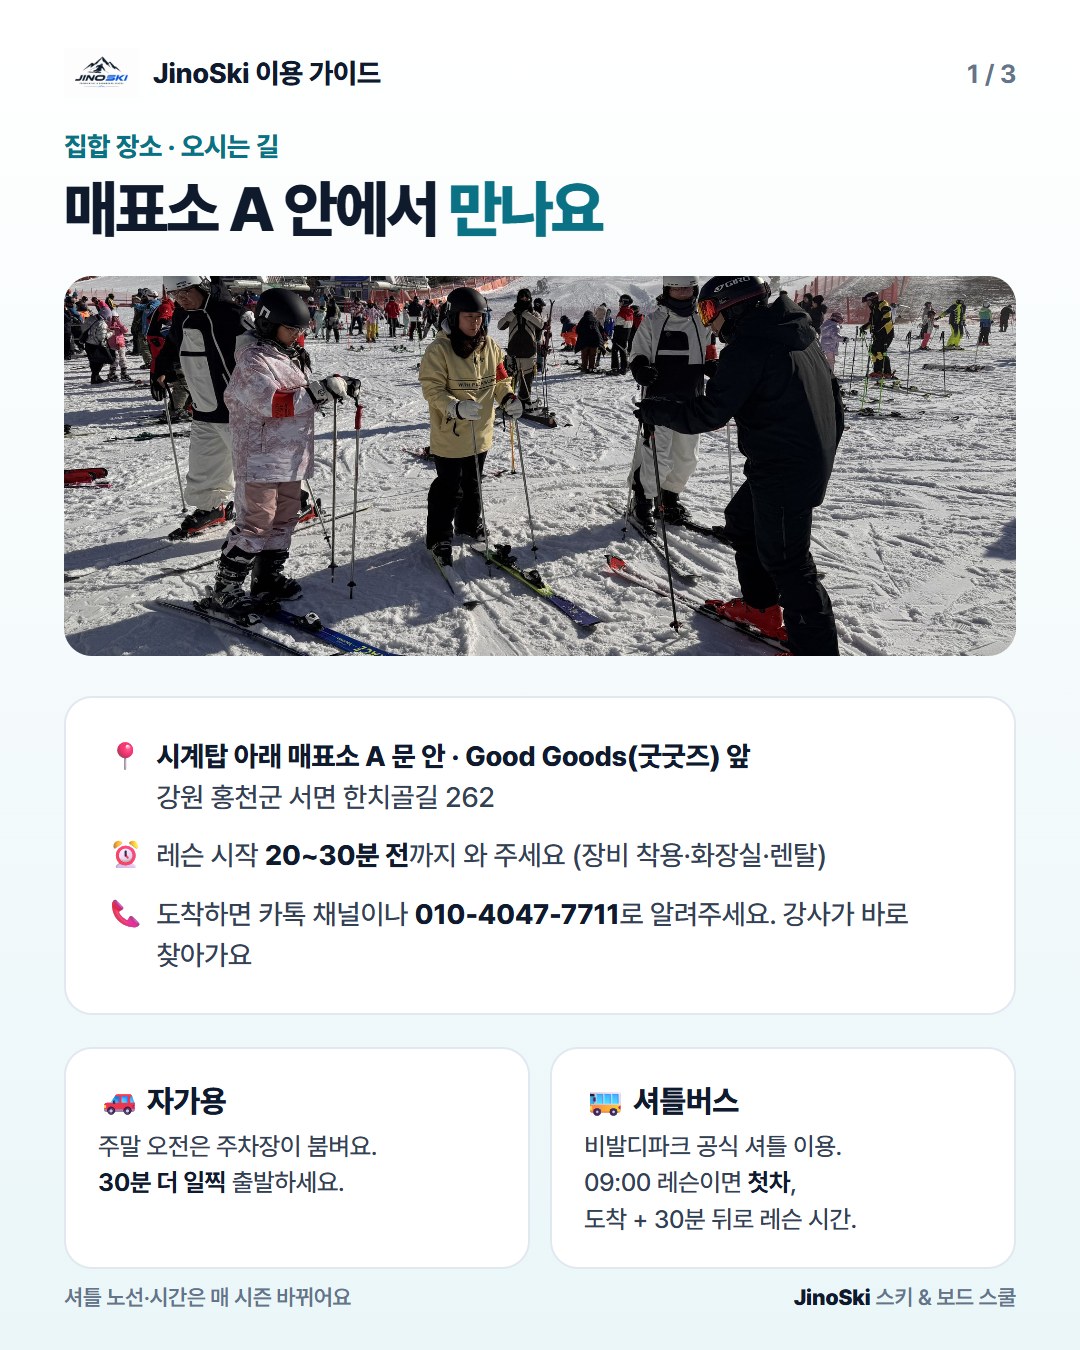 JINOSKI
JinoSki 이용 가이드
1 / 3
집합 장소 · 오시는 길
매표소 A 안에서 만나요
📍 시계탑 아래 매표소 A 문 안 · Good Goods(굿굿즈) 앞
강원 홍천군 서면 한치골길 262
⏰ 레슨 시작 20~30분 전까지 와 주세요 (장비 착용·화장실·렌탈)
📞 도착하면 카톡 채널이나 010-4047-7711로 알려주세요. 강사가 바로
찾아가요
🚗 자가용
주말 오전은 주차장이 붐벼요.
30분 더 일찍 출발하세요.
🚌 셔틀버스
비발디파크 공식 셔틀 이용.
09:00 레슨이면 첫차,
도착 + 30분 뒤로 레슨 시간.
셔틀 노선·시간은 매 시즌 바뀌어요
JinoSki 스키 & 보드 스쿨